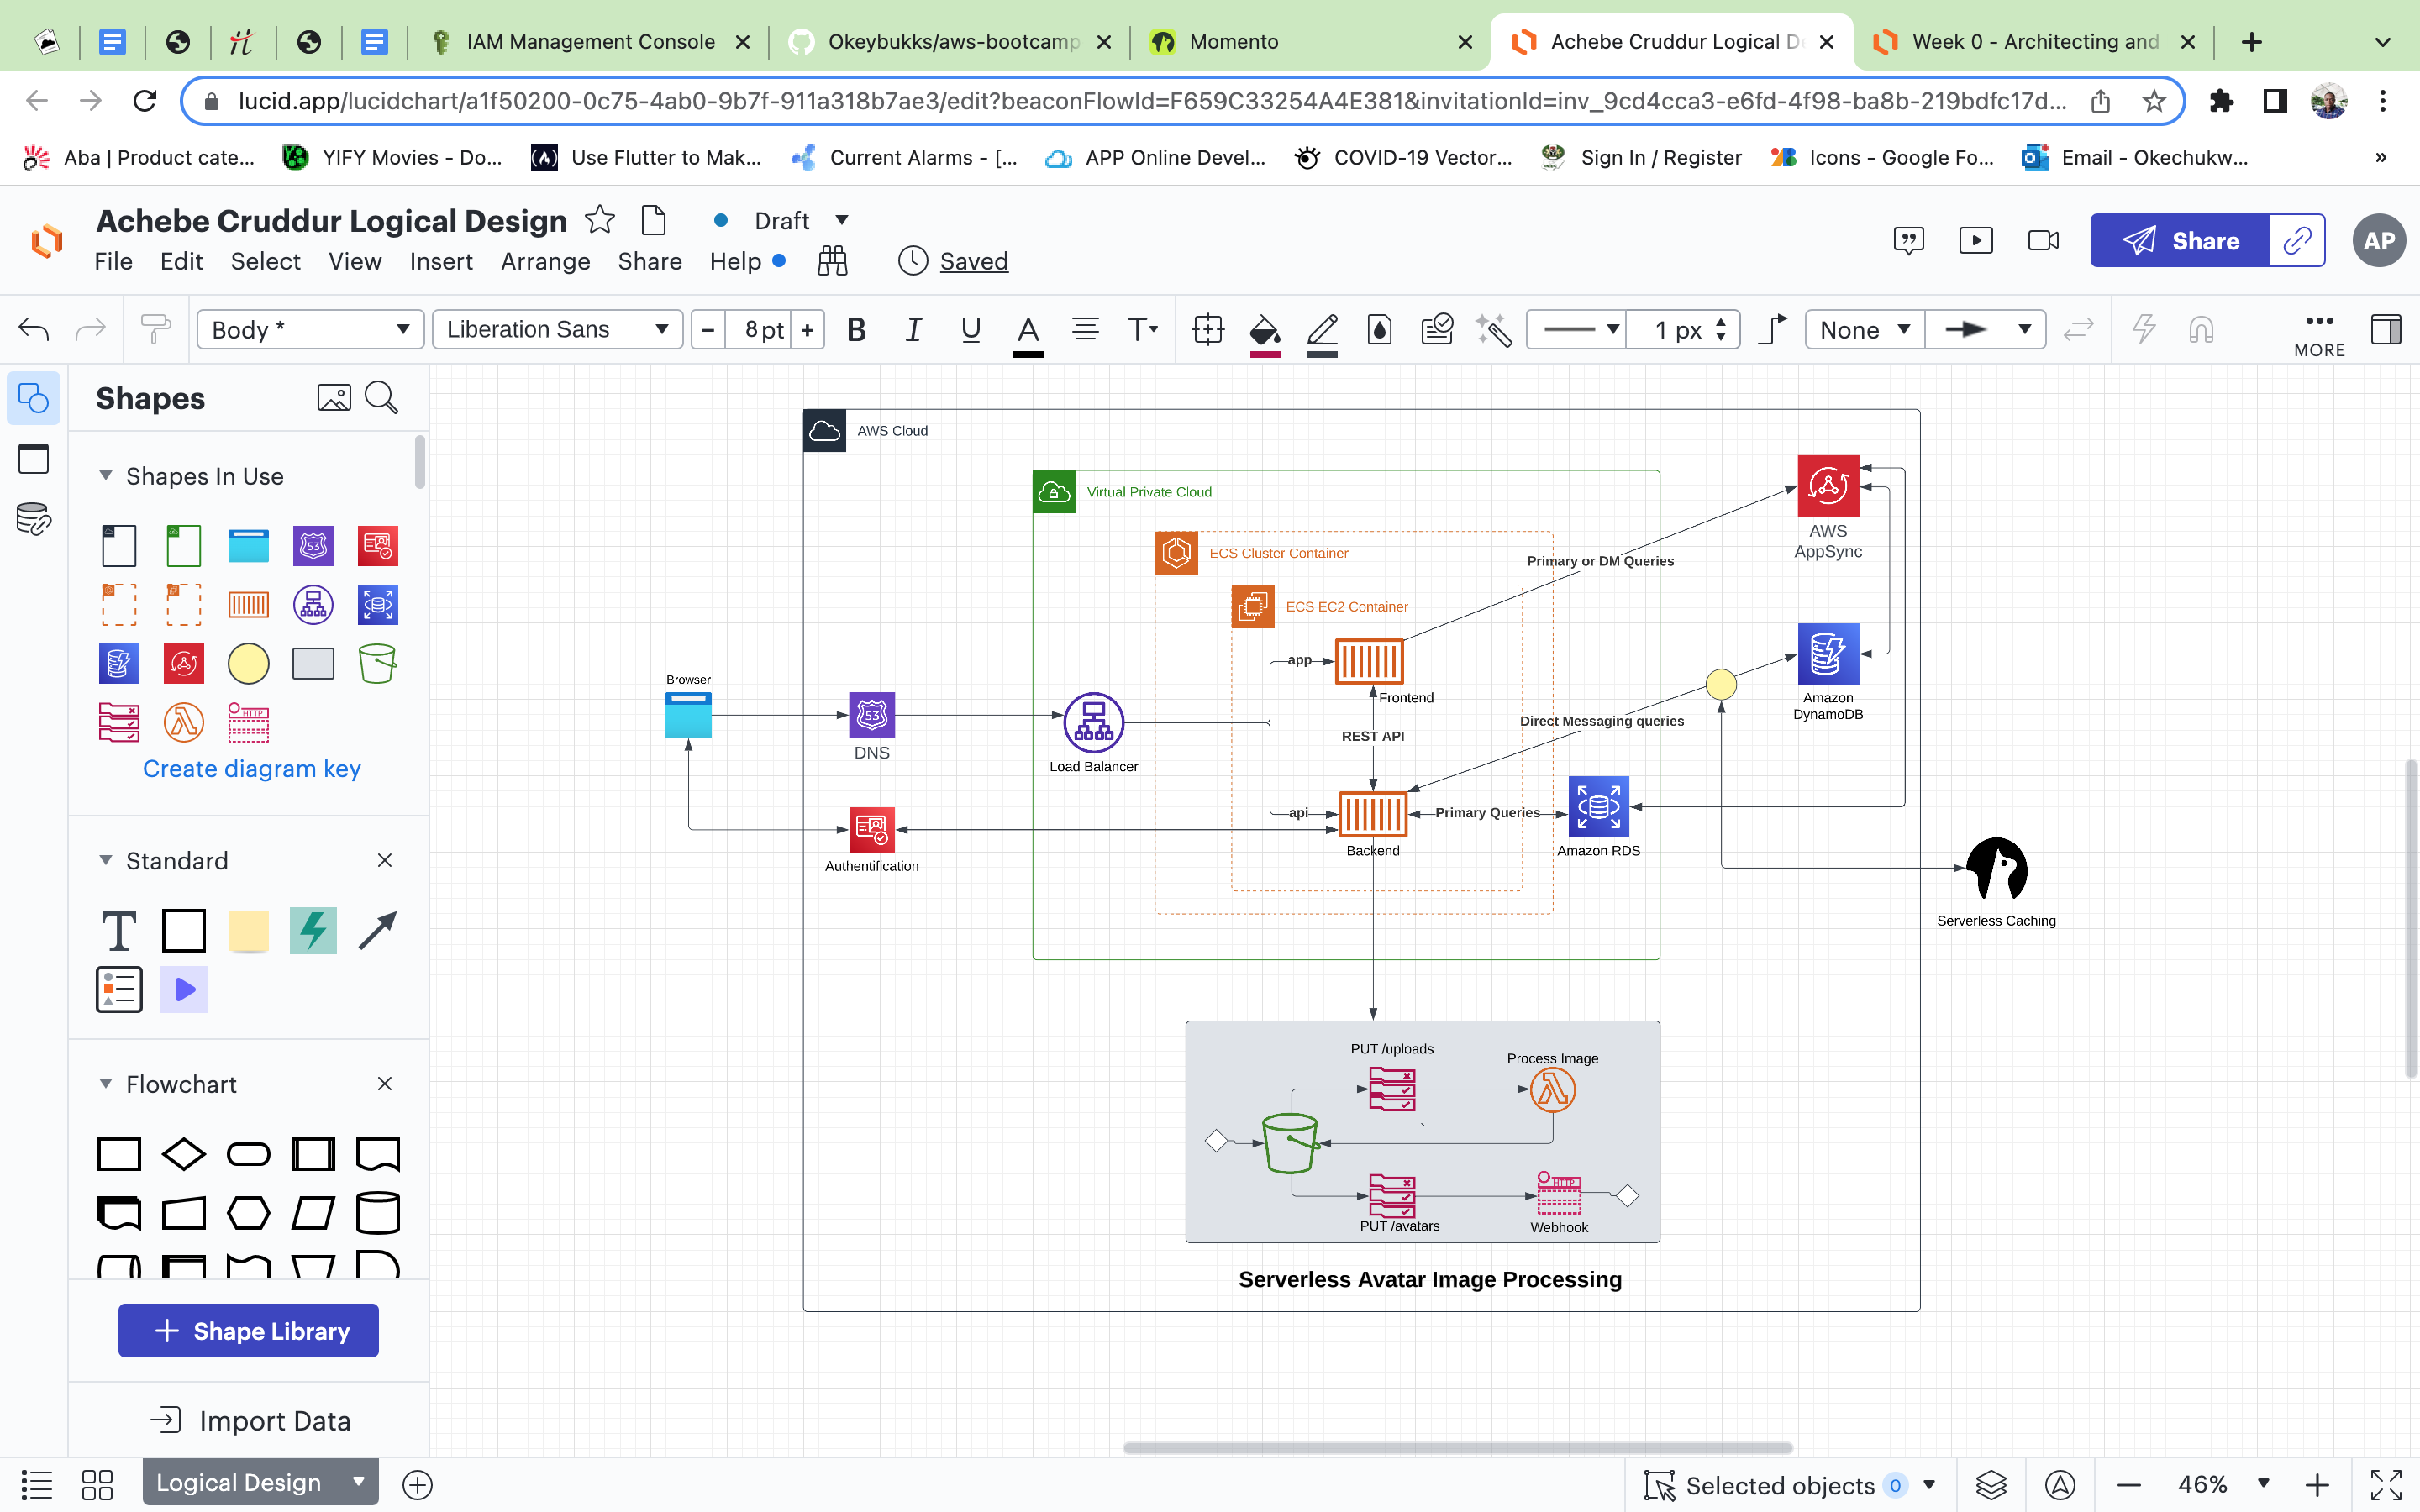 IAM Management Console
Okeybukks/aws-bootcamp
Momento
Achebe Cruddur Logical D
Week 0 - Architecting and
lucid.app/lucidchart/a1f50200-0c75-4ab0-9b7f-911a318b7ae3/edit?beaconFlowId=F659C33254A4E381&invitationId=inv_9cd4cca3-e6fd-4f98-ba8b-219bdfc17d...
Aba | Product cate...
YIFY Movies - Do...
Use Flutter to Mak...
Current Alarms - [...
APP Online Devel...
COVID-19 Vector...
Sign In / Register
Icons - Google Fo...
Email - Okechukw...
»
Achebe Cruddur Logical Design
Draft
File Edit Select View Insert Arrange Share Help
Saved
Share
AP
Body *
Liberation Sans
− 8 pt +
B I U A T
1 px
None
MORE
Shapes
Shapes In Use
Create diagram key
Standard
T
Flowchart
Shape Library
Import Data
AWS Cloud
Virtual Private Cloud
ECS Cluster Container
ECS EC2 Container
AWS
AppSync
Primary or DM Queries
app
Frontend
Browser
53
DNS
Load Balancer
REST API
Direct Messaging queries
Amazon
DynamoDB
api
Primary Queries
Backend
Amazon RDS
Authentification
Serverless Caching
PUT /uploads
Process Image
`
HTTP
PUT /avatars
Webhook
Serverless Avatar Image Processing
Logical Design
Selected objects 0
46%